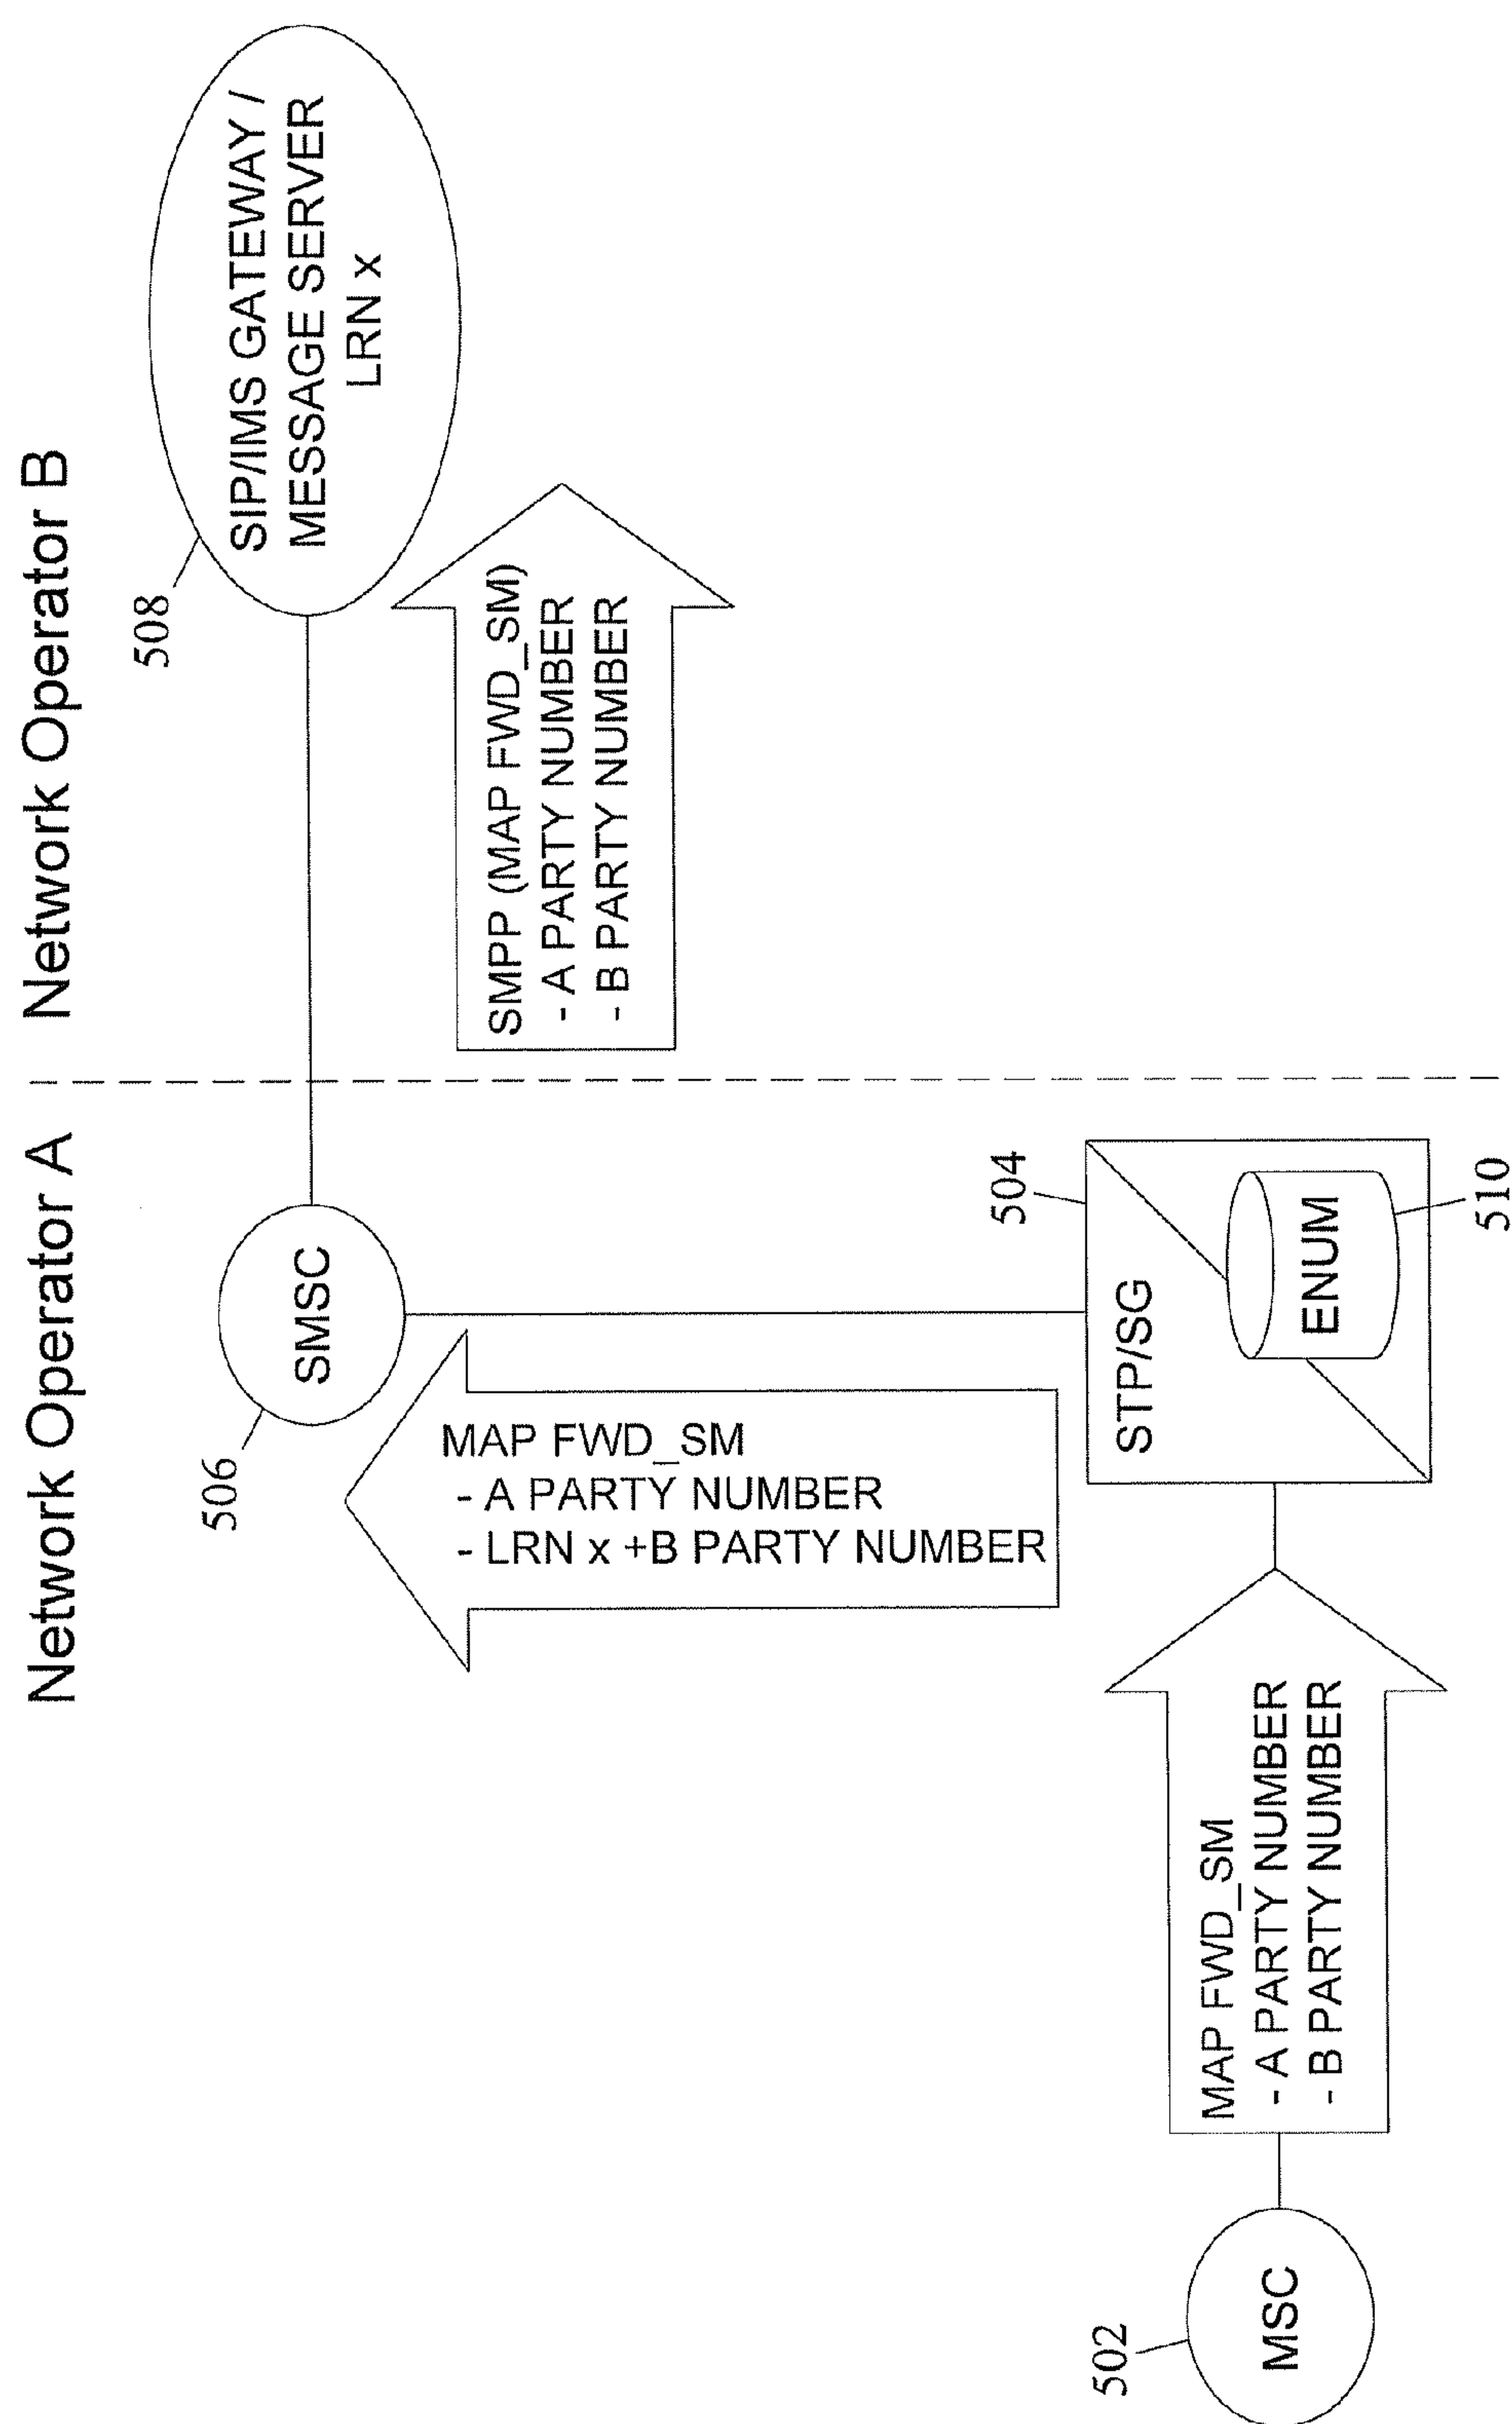 Network Operator A
Network Operator B
508
SIP/IMS GATEWAY /
MESSAGE SERVER
LRN x
506
SMSC
SMPP (MAP FWD_SM)
- A PARTY NUMBER
- B PARTY NUMBER
MAP FWD_SM
- A PARTY NUMBER
- LRN x +B PARTY NUMBER
504
STP/SG
ENUM
510
502
MSC
MAP FWD_SM
- A PARTY NUMBER
- B PARTY NUMBER